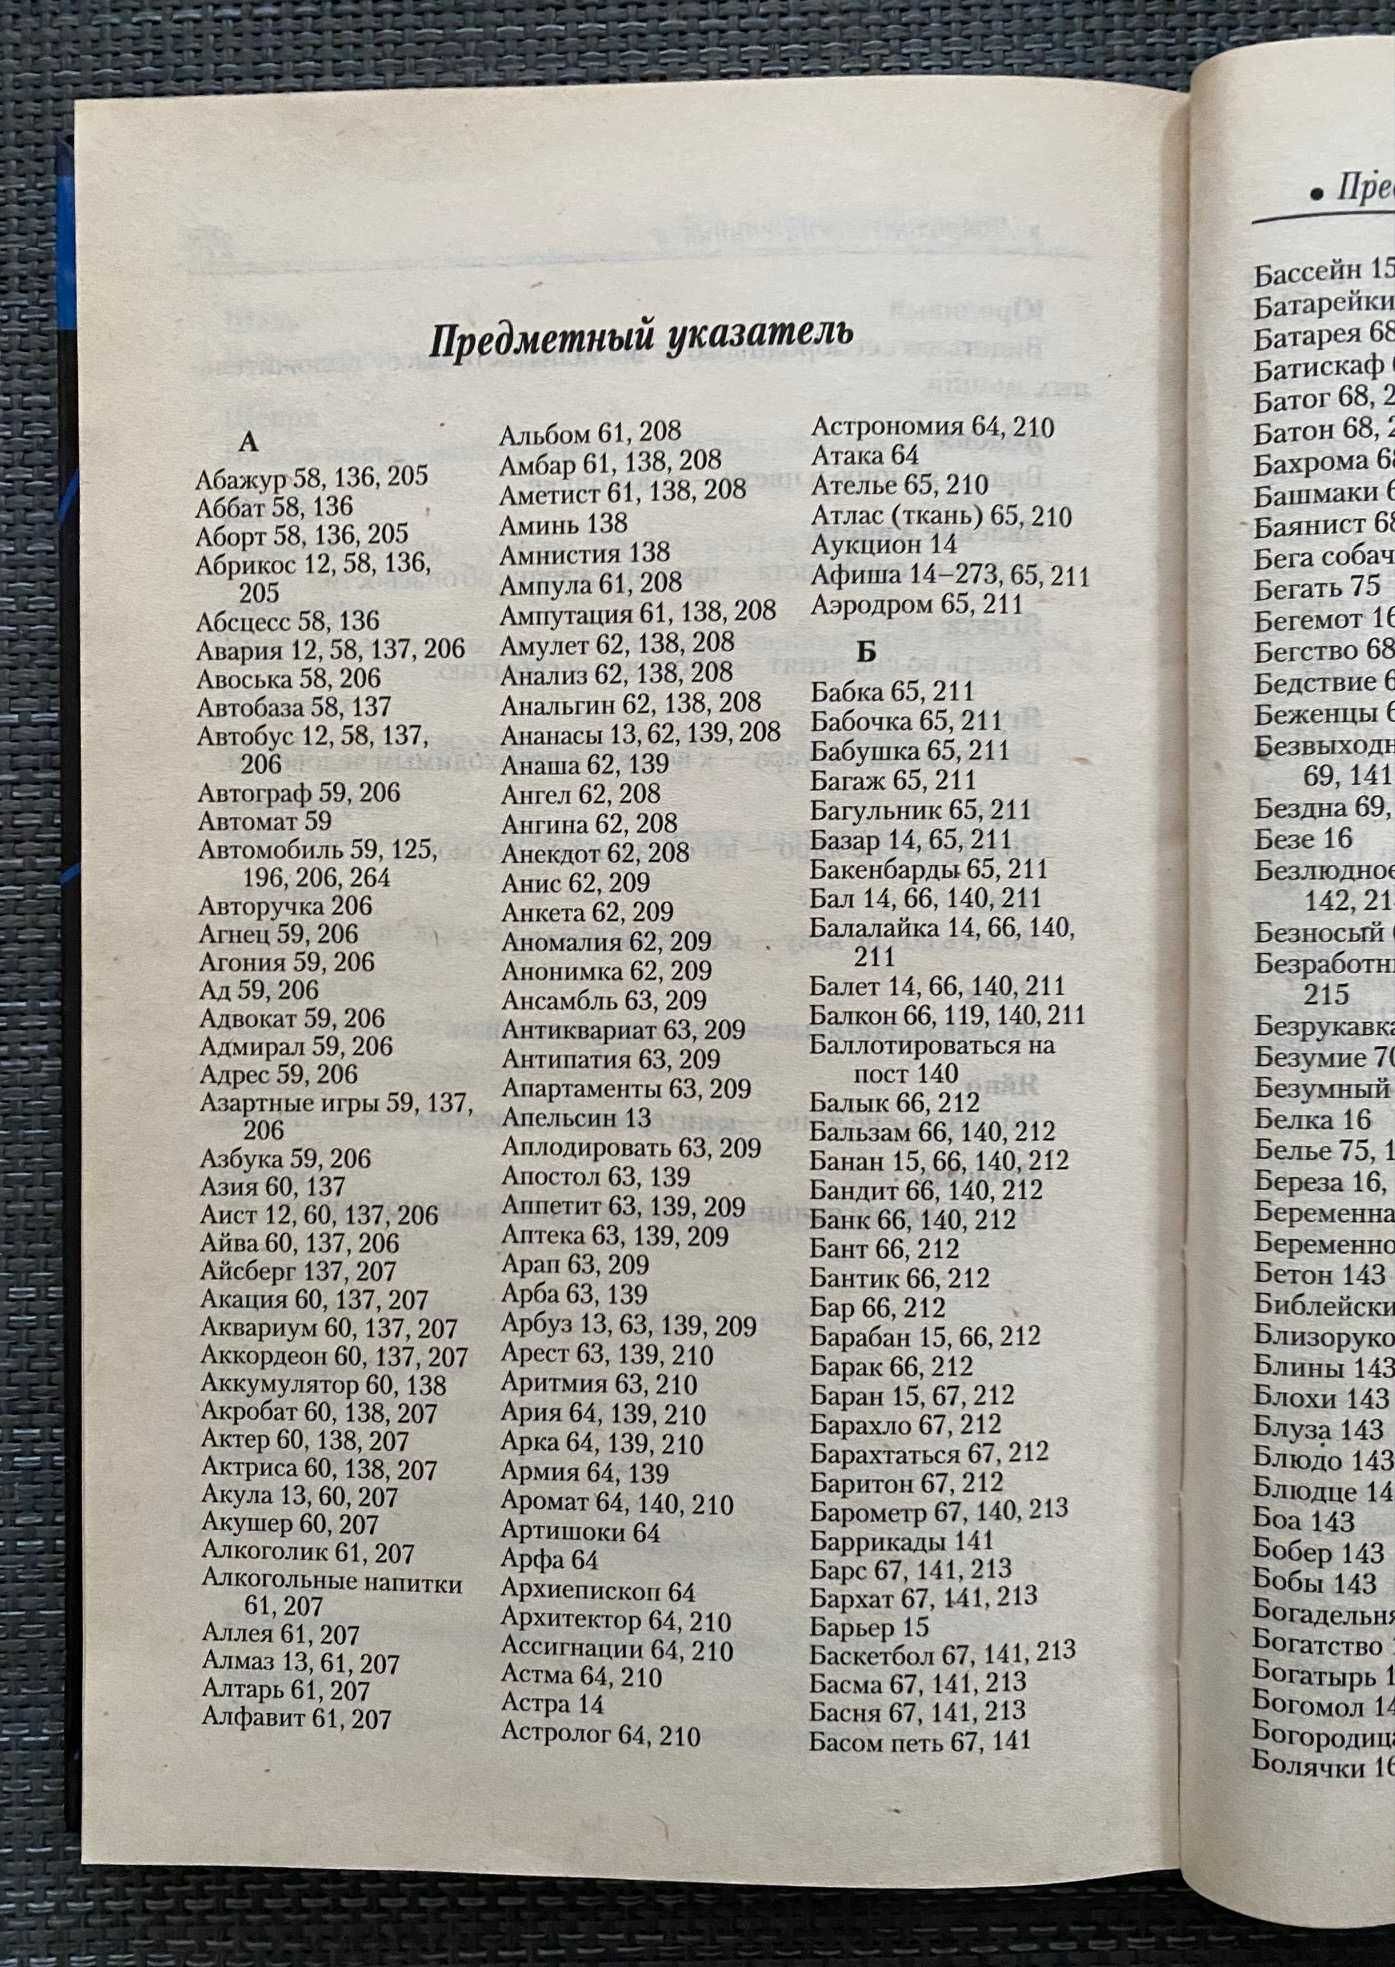 Предметный указатель
А
Абажур 58, 136, 205
Аббат 58, 136
Аборт 58, 136, 205
Абрикос 12, 58, 136,
205
Абсцесс 58, 136
Авария 12, 58, 137, 206
Авоська 58, 206
Автобаза 58, 137
Автобус 12, 58, 137,
206
Автограф 59, 206
Автомат 59
Автомобиль 59, 125,
196, 206, 264
Авторучка 206
Агнец 59, 206
Агония 59, 206
Ад 59, 206
Адвокат 59, 206
Адмирал 59, 206
Адрес 59, 206
Азартные игры 59, 137,
206
Азбука 59, 206
Азия 60, 137
Аист 12, 60, 137, 206
Айва 60, 137, 206
Айсберг 137, 207
Акация 60, 137, 207
Аквариум 60, 137, 207
Аккордеон 60, 137, 207
Аккумулятор 60, 138
Акробат 60, 138, 207
Актер 60, 138, 207
Актриса 60, 138, 207
Акула 13, 60, 207
Акушер 60, 207
Алкоголик 61, 207
Алкогольные напитки
61, 207
Аллея 61, 207
Алмаз 13, 61, 207
Алтарь 61, 207
Алфавит 61, 207
Альбом 61, 208
Амбар 61, 138, 208
Аметист 61, 138, 208
Аминь 138
Амнистия 138
Ампула 61, 208
Ампутация 61, 138, 208
Амулет 62, 138, 208
Анализ 62, 138, 208
Анальгин 62, 138, 208
Ананасы 13, 62, 139, 208
Анаша 62, 139
Ангел 62, 208
Ангина 62, 208
Анекдот 62, 208
Анис 62, 209
Анкета 62, 209
Аномалия 62, 209
Анонимка 62, 209
Ансамбль 63, 209
Антиквариат 63, 209
Антипатия 63, 209
Апартаменты 63, 209
Апельсин 13
Аплодировать 63, 209
Апостол 63, 139
Аппетит 63, 139, 209
Аптека 63, 139, 209
Арап 63, 209
Арба 63, 139
Арбуз 13, 63, 139, 209
Арест 63, 139, 210
Аритмия 63, 210
Ария 64, 139, 210
Арка 64, 139, 210
Армия 64, 139
Аромат 64, 140, 210
Артишоки 64
Арфа 64
Архиепископ 64
Архитектор 64, 210
Ассигнации 64, 210
Астма 64, 210
Астра 14
Астролог 64, 210
Астрономия 64, 210
Атака 64
Ателье 65, 210
Атлас (ткань) 65, 210
Аукцион 14
Афиша 14–273, 65, 211
Аэродром 65, 211
Б
Бабка 65, 211
Бабочка 65, 211
Бабушка 65, 211
Багаж 65, 211
Багульник 65, 211
Базар 14, 65, 211
Бакенбарды 65, 211
Бал 14, 66, 140, 211
Балалайка 14, 66, 140,
211
Балет 14, 66, 140, 211
Балкон 66, 119, 140, 211
Баллотироваться на
пост 140
Балык 66, 212
Бальзам 66, 140, 212
Банан 15, 66, 140, 212
Бандит 66, 140, 212
Банк 66, 140, 212
Бант 66, 212
Бантик 66, 212
Бар 66, 212
Барабан 15, 66, 212
Барак 66, 212
Баран 15, 67, 212
Барахло 67, 212
Барахтаться 67, 212
Баритон 67, 212
Барометр 67, 140, 213
Баррикады 141
Барс 67, 141, 213
Бархат 67, 141, 213
Барьер 15
Баскетбол 67, 141, 213
Басма 67, 141, 213
Басня 67, 141, 213
Басом петь 67, 141
Бассейн 15
Батарейки
Батарея 68
Батискаф
Батог 68,
Батон 68,
Бахрома
Башмаки
Баянист 68
Бега
Бегать 75
Бегемот 16
Бегство 68
Бедствие
Беженцы
69, 141
Бездна 69,
Безе 16
142,
Безносый
215
Безумие
Безумный
Белка 16
Белье 75,
Береза 16,
Бетон 143
Блины 143
Блохи 143
Блуза 143
Блюдо 143
Блюдце
Боа 143
Бобер 143
Бобы 143
Богадельня
Богатство
Богатырь
Богомол
Болячки 16